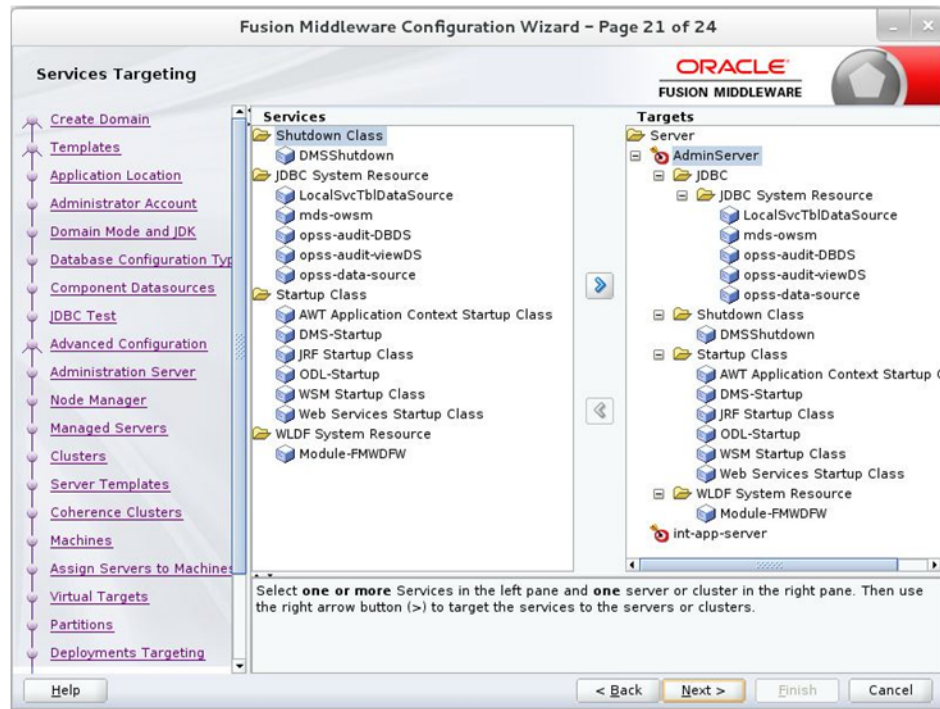 Fusion Middleware Configuration Wizard – Page 21 of 24
Services Targeting
ORACLE
FUSION MIDDLEWARE
Create Domain
Templates
Application Location
Administrator Account
Domain Mode and JDK
Database Configuration Typ
Component Datasources
JDBC Test
Advanced Configuration
Administration Server
Node Manager
Managed Servers
Clusters
Server Templates
Coherence Clusters
Machines
Assign Servers to Machines
Virtual Targets
Partitions
Deployments Targeting
Services
Shutdown Class
DMSShutdown
JDBC System Resource
LocalSvcTblDataSource
mds-owsm
opss-audit-DBDS
opss-audit-viewDS
opss-data-source
Startup Class
AWT Application Context Startup Class
DMS-Startup
JRF Startup Class
ODL-Startup
WSM Startup Class
Web Services Startup Class
WLDF System Resource
Module-FMWDFW
Targets
Server
AdminServer
JDBC
JDBC System Resource
LocalSvcTblDataSource
mds-owsm
opss-audit-DBDS
opss-audit-viewDS
opss-data-source
Shutdown Class
DMSShutdown
Startup Class
AWT Application Context Startup C
DMS-Startup
JRF Startup Class
ODL-Startup
WSM Startup Class
Web Services Startup Class
WLDF System Resource
Module-FMWDFW
int-app-server
Select one or more Services in the left pane and one server or cluster in the right pane. Then use
the right arrow button (>) to target the services to the servers or clusters.
Help
< Back
Next >
Finish
Cancel